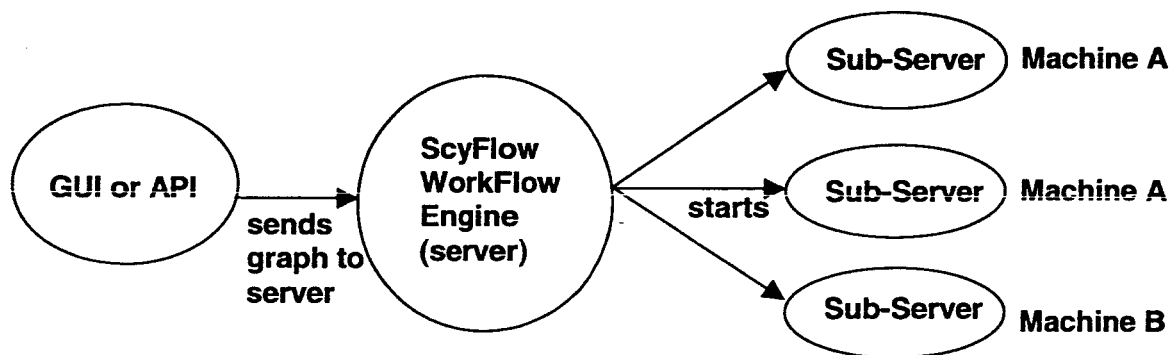 GUI or API
sends
graph to
server
ScyFlow
WorkFlow
Engine
(server)
starts
Sub-Server
Machine A
Sub-Server
Machine A
Sub-Server
Machine B